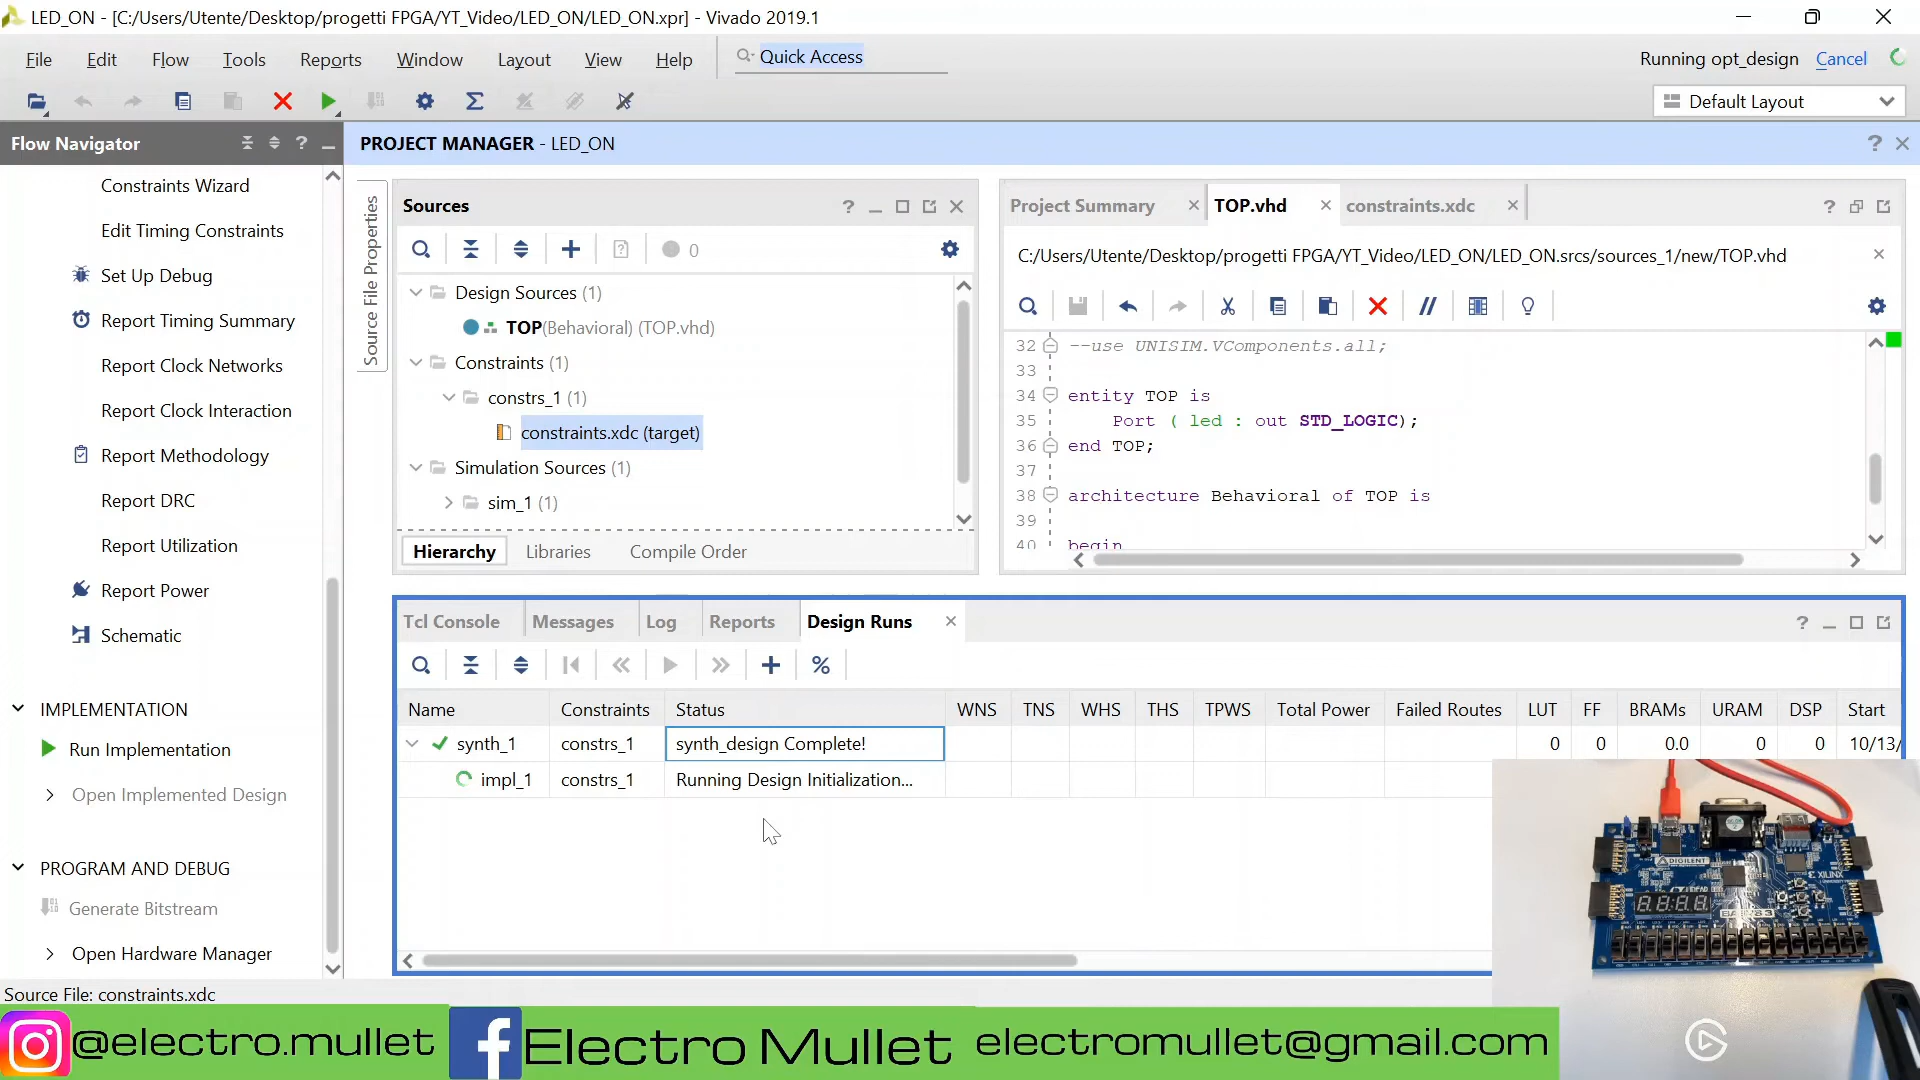 LED_ON - [C:/Users/Utente/Desktop/progetti FPGA/YT_Video/LED_ON/LED_ON.xpr] - Vivado 2019.1
File Edit Flow Tools Reports Window Layout View Help Quick Access
Running opt_design Cancel
Default Layout
Flow Navigator
PROJECT MANAGER - LED_ON
Constraints Wizard
Edit Timing Constraints
Set Up Debug
Report Timing Summary
Report Clock Networks
Report Clock Interaction
Report Methodology
Report DRC
Report Utilization
Report Power
Schematic
IMPLEMENTATION
Run Implementation
Open Implemented Design
PROGRAM AND DEBUG
Generate Bitstream
Open Hardware Manager
Source File Properties
Sources
0
Design Sources (1)
TOP(Behavioral) (TOP.vhd)
Constraints (1)
constrs_1 (1)
constraints.xdc (target)
Simulation Sources (1)
sim_1 (1)
Hierarchy Libraries Compile Order
Project Summary TOP.vhd constraints.xdc
C:/Users/Utente/Desktop/progetti FPGA/YT_Video/LED_ON/LED_ON.srcs/sources_1/new/TOP.vhd
32 --use UNISIM.VComponents.all;
33
34 entity TOP is
35 Port ( led : out STD_LOGIC);
36 end TOP;
37
38 architecture Behavioral of TOP is
39
40 begin
Tcl Console Messages Log Reports Design Runs
Name Constraints Status WNS TNS WHS THS TPWS Total Power Failed Routes LUT FF BRAMs URAM DSP Start
synth_1 constrs_1 synth_design Complete! 0 0 0.0 0 0 10/13/
impl_1 constrs_1 Running Design Initialization...
DIGILENT
XILINX
BASYS 3
Source File: constraints.xdc
@electro.mullet
Electro Mullet
electromullet@gmail.com